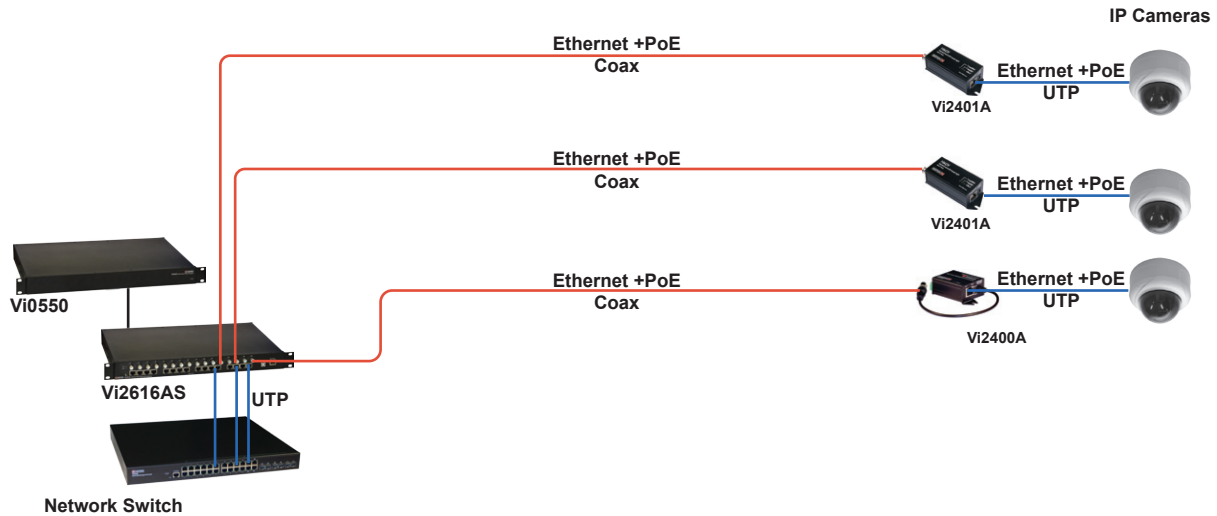 IP Cameras
Ethernet +PoE
Coax
Vi2401A
Ethernet +PoE
UTP
Ethernet +PoE
Coax
Vi2401A
Ethernet +PoE
UTP
Vi0550
Ethernet +PoE
Coax
Vi2400A
Ethernet +PoE
UTP
Vi2616AS
UTP
Network Switch